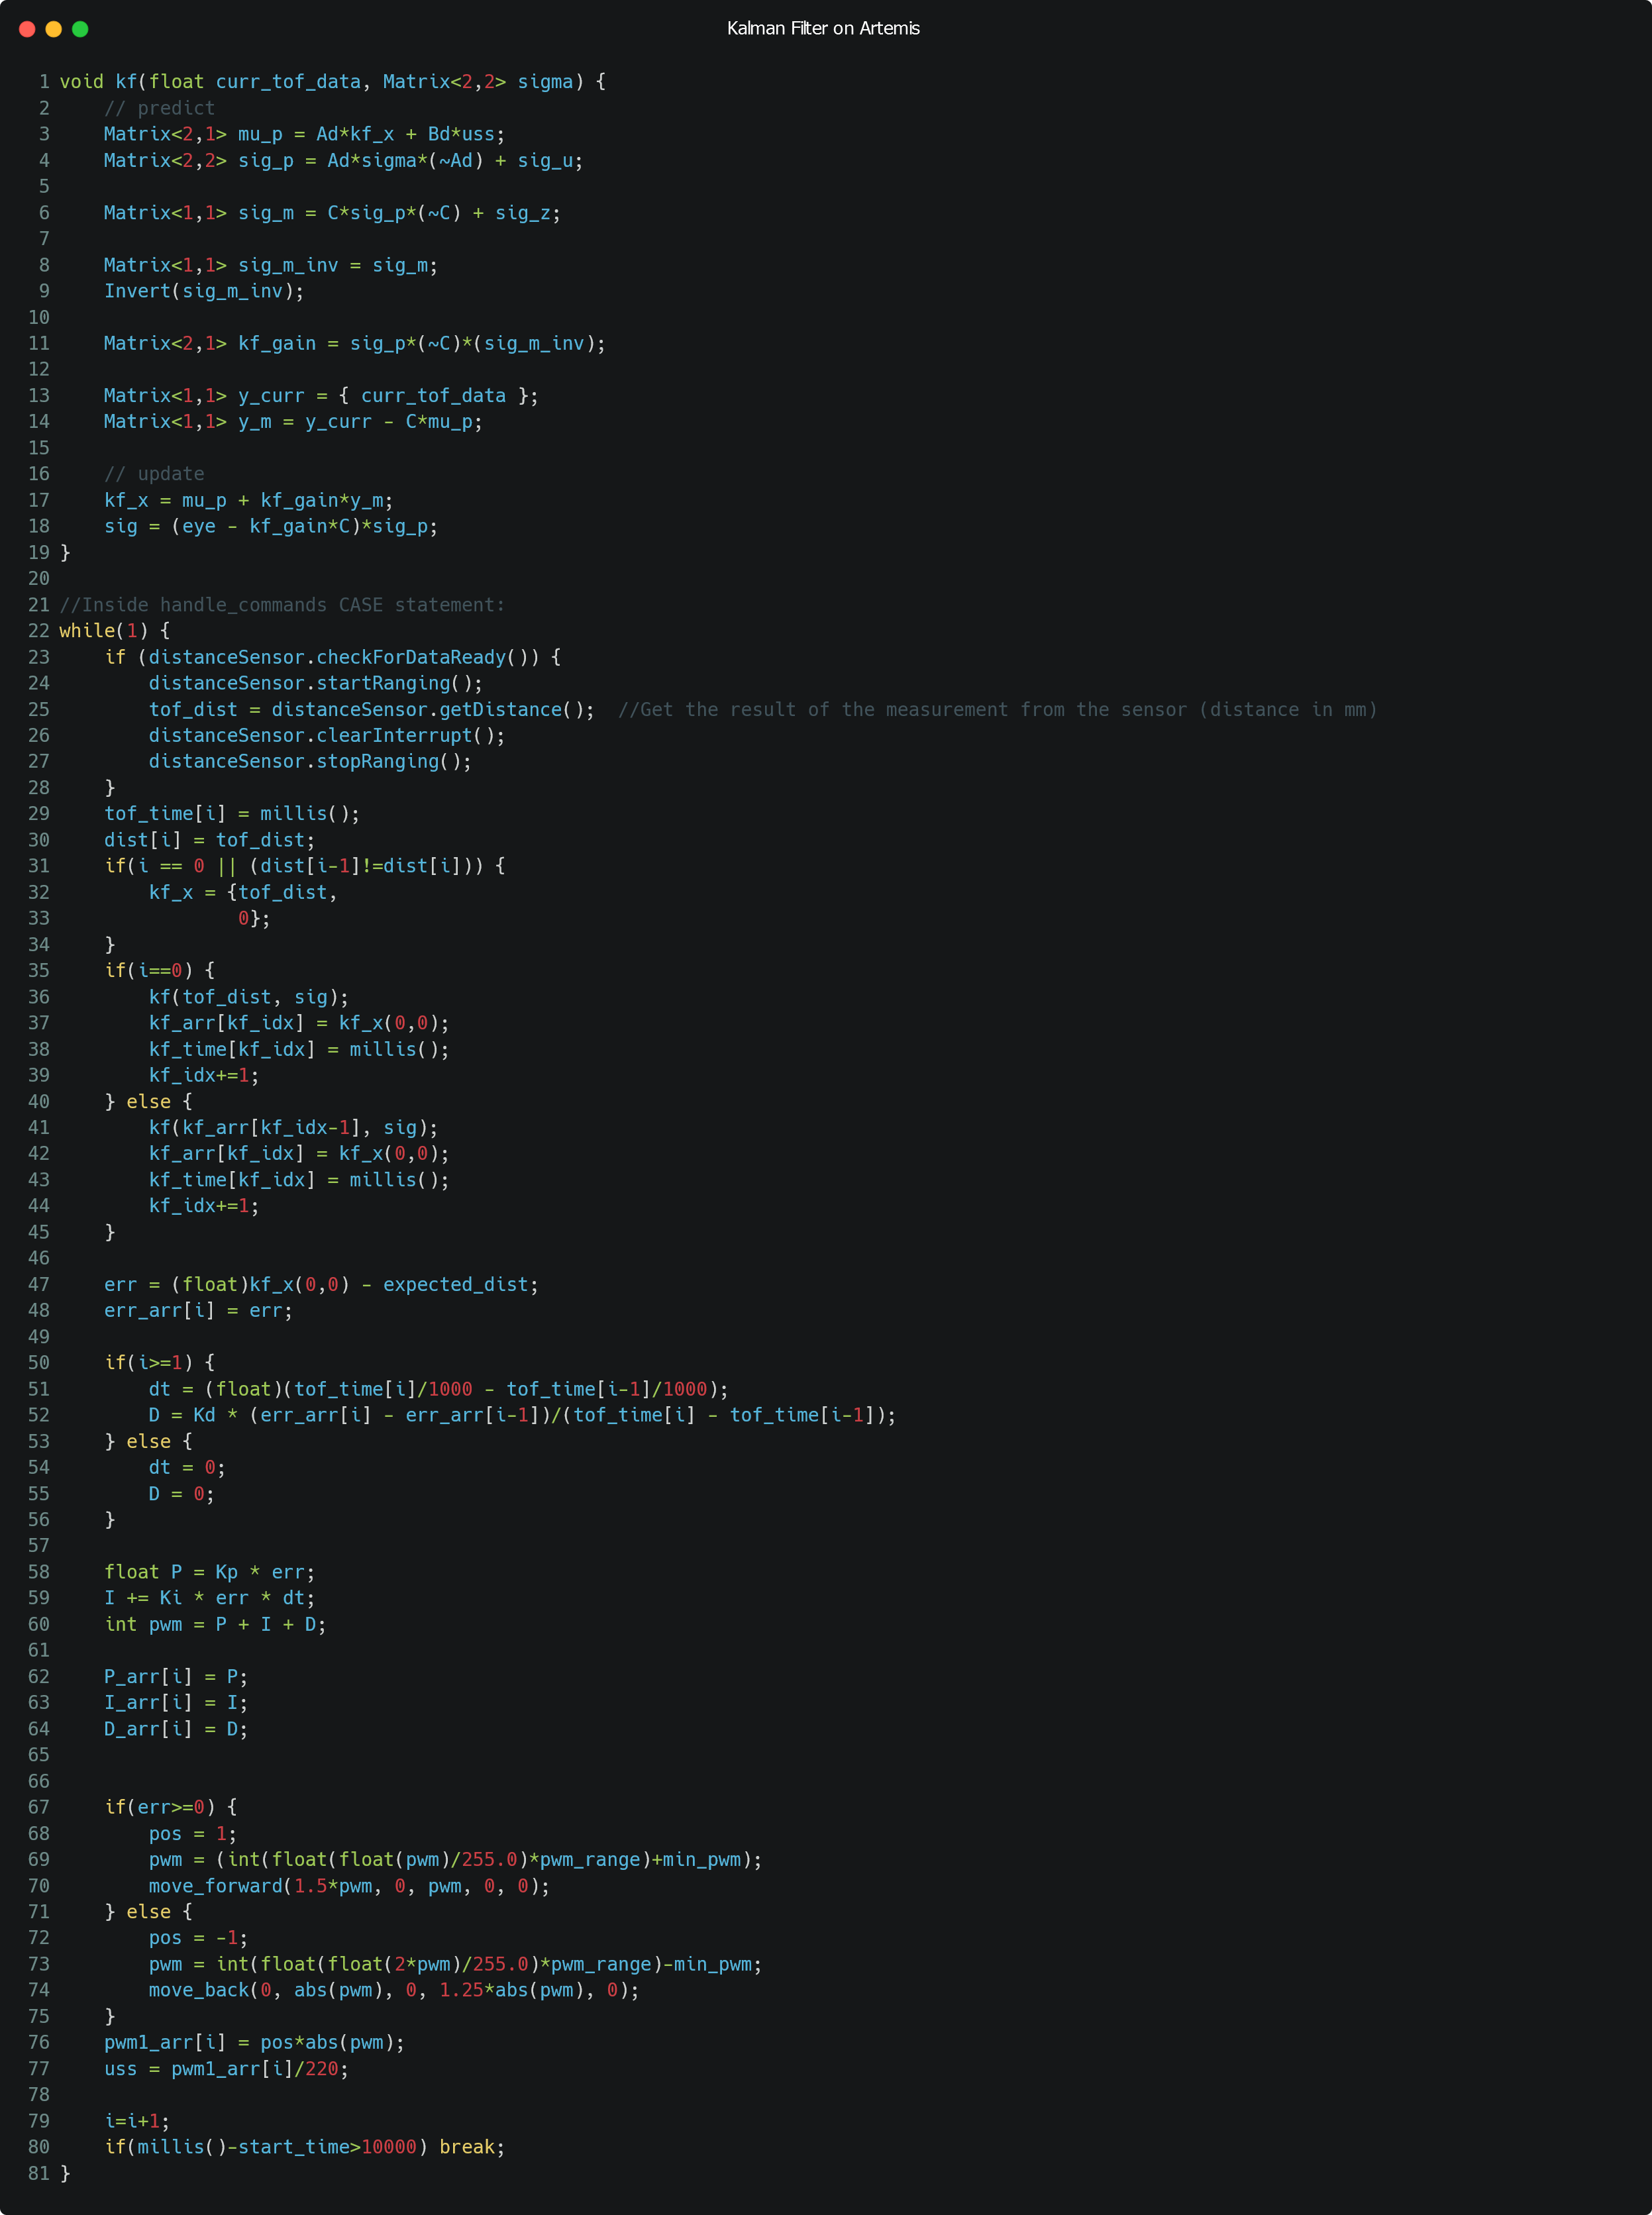 Kalman Filter on Artemis
1 void kf(float curr_tof_data, Matrix<2,2> sigma) {
2     // predict
3     Matrix<2,1> mu_p = Ad*kf_x + Bd*uss;
4     Matrix<2,2> sig_p = Ad*sigma*(~Ad) + sig_u;
5
6     Matrix<1,1> sig_m = C*sig_p*(~C) + sig_z;
7
8     Matrix<1,1> sig_m_inv = sig_m;
9     Invert(sig_m_inv);
10
11     Matrix<2,1> kf_gain = sig_p*(~C)*(sig_m_inv);
12
13     Matrix<1,1> y_curr = { curr_tof_data };
14     Matrix<1,1> y_m = y_curr - C*mu_p;
15
16     // update
17     kf_x = mu_p + kf_gain*y_m;
18     sig = (eye - kf_gain*C)*sig_p;
19 }
20
21 //Inside handle_commands CASE statement:
22 while(1) {
23     if (distanceSensor.checkForDataReady()) {
24         distanceSensor.startRanging();
25         tof_dist = distanceSensor.getDistance();  //Get the result of the measurement from the sensor (distance in mm)
26         distanceSensor.clearInterrupt();
27         distanceSensor.stopRanging();
28     }
29     tof_time[i] = millis();
30     dist[i] = tof_dist;
31     if(i == 0 || (dist[i-1]!=dist[i])) {
32         kf_x = {tof_dist,
33                 0};
34     }
35     if(i==0) {
36         kf(tof_dist, sig);
37         kf_arr[kf_idx] = kf_x(0,0);
38         kf_time[kf_idx] = millis();
39         kf_idx+=1;
40     } else {
41         kf(kf_arr[kf_idx-1], sig);
42         kf_arr[kf_idx] = kf_x(0,0);
43         kf_time[kf_idx] = millis();
44         kf_idx+=1;
45     }
46
47     err = (float)kf_x(0,0) - expected_dist;
48     err_arr[i] = err;
49
50     if(i>=1) {
51         dt = (float)(tof_time[i]/1000 - tof_time[i-1]/1000);
52         D = Kd * (err_arr[i] - err_arr[i-1])/(tof_time[i] - tof_time[i-1]);
53     } else {
54         dt = 0;
55         D = 0;
56     }
57
58     float P = Kp * err;
59     I += Ki * err * dt;
60     int pwm = P + I + D;
61
62     P_arr[i] = P;
63     I_arr[i] = I;
64     D_arr[i] = D;
65
66
67     if(err>=0) {
68         pos = 1;
69         pwm = (int(float(float(pwm)/255.0)*pwm_range)+min_pwm);
70         move_forward(1.5*pwm, 0, pwm, 0, 0);
71     } else {
72         pos = -1;
73         pwm = int(float(float(2*pwm)/255.0)*pwm_range)-min_pwm;
74         move_back(0, abs(pwm), 0, 1.25*abs(pwm), 0);
75     }
76     pwm1_arr[i] = pos*abs(pwm);
77     uss = pwm1_arr[i]/220;
78
79     i=i+1;
80     if(millis()-start_time>10000) break;
81 }